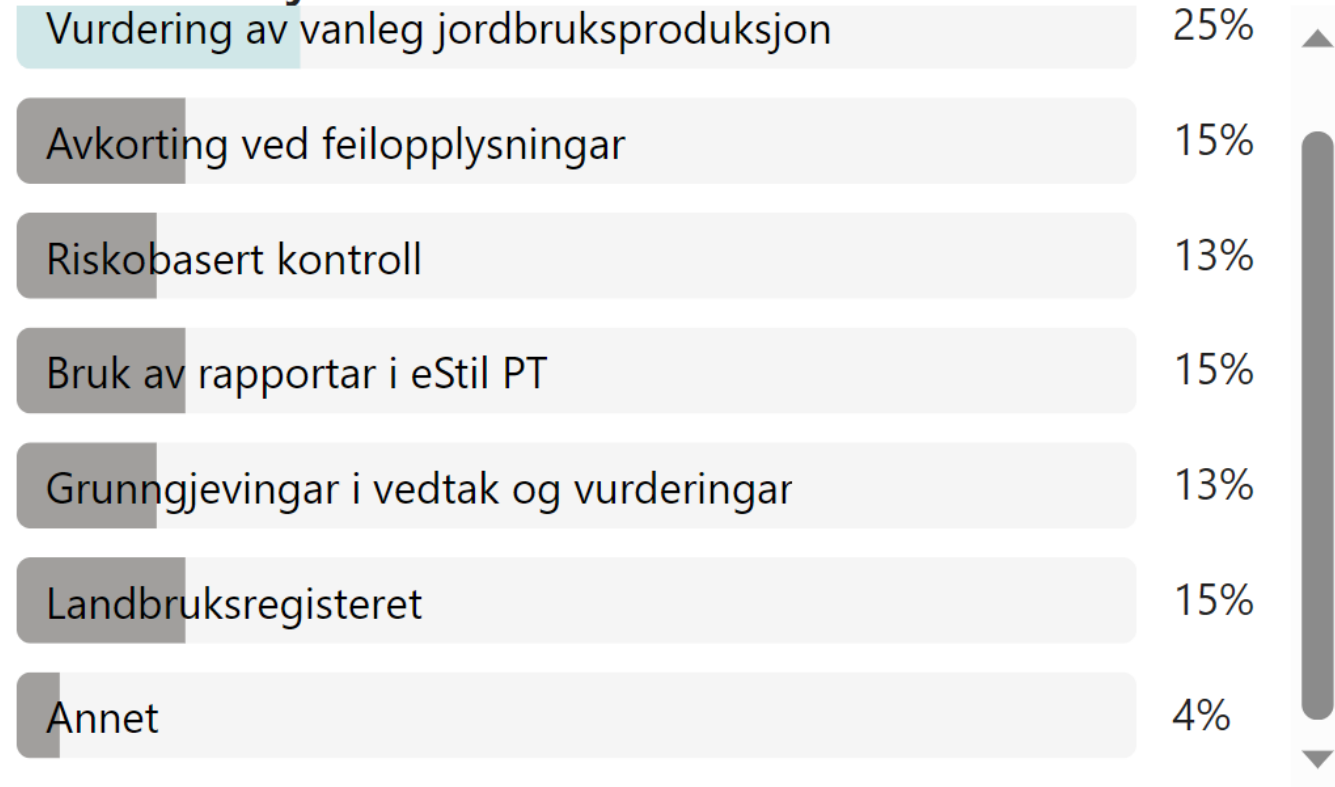 Vurdering av vanleg jordbruksproduksjon 25%
Avkorting ved feilopplysningar 15%
Riskobasert kontroll 13%
Bruk av rapportar i eStil PT 15%
Grunngjevingar i vedtak og vurderingar 13%
Landbruksregisteret 15%
Annet 4%